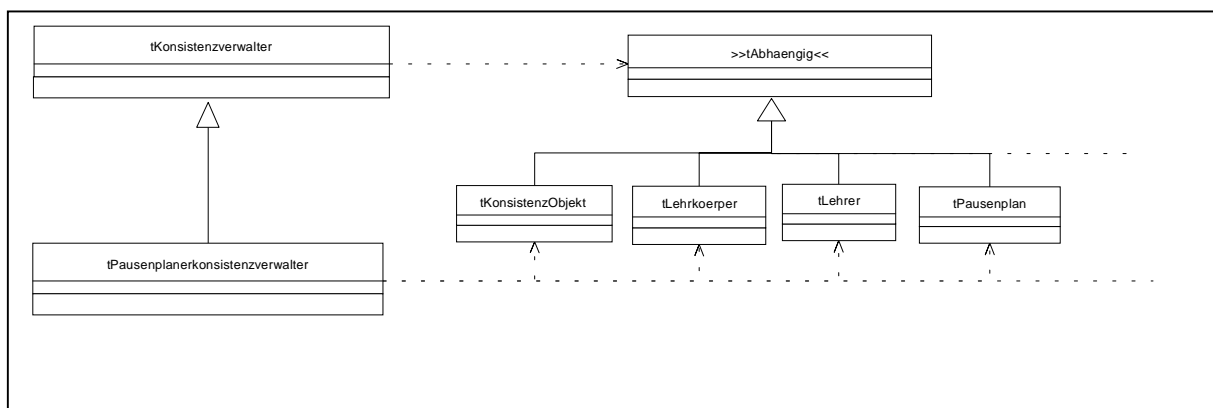 tKonsistenzverwalter
>>tAbhaengig<<
tKonsistenzObjekt
tLehrkoerper
tLehrer
tPausenplan
tPausenplanerkonsistenzverwalter